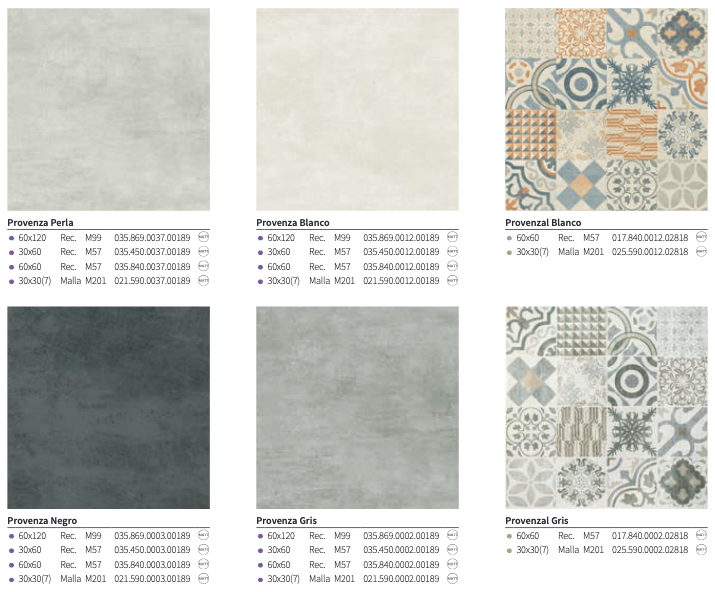 Provenza Perla
60x120 Rec. M99 035.869.0037.00189 MATT
30x60 Rec. M57 035.450.0037.00189 MATT
60x60 Rec. M57 035.840.0037.00189 MATT
30x30(7) Malla M201 021.590.0037.00189 MATT
Provenza Blanco
60x120 Rec. M99 035.869.0012.00189 MATT
30x60 Rec. M57 035.450.0012.00189 MATT
60x60 Rec. M57 035.840.0012.00189 MATT
30x30(7) Malla M201 021.590.0012.00189 MATT
Provenzal Blanco
60x60 Rec. M57 017.840.0012.02818 MATT
30x30(7) Malla M201 025.590.0012.02818 MATT
Provenza Negro
60x120 Rec. M99 035.869.0003.00189 MATT
30x60 Rec. M57 035.450.0003.00189 MATT
60x60 Rec. M57 035.840.0003.00189 MATT
30x30(7) Malla M201 021.590.0003.00189 MATT
Provenza Gris
60x120 Rec. M99 035.869.0002.00189 MATT
30x60 Rec. M57 035.450.0002.00189 MATT
60x60 Rec. M57 035.840.0002.00189 MATT
30x30(7) Malla M201 021.590.0002.00189 MATT
Provenzal Gris
60x60 Rec. M57 017.840.0002.02818 MATT
30x30(7) Malla M201 025.590.0002.02818 MATT